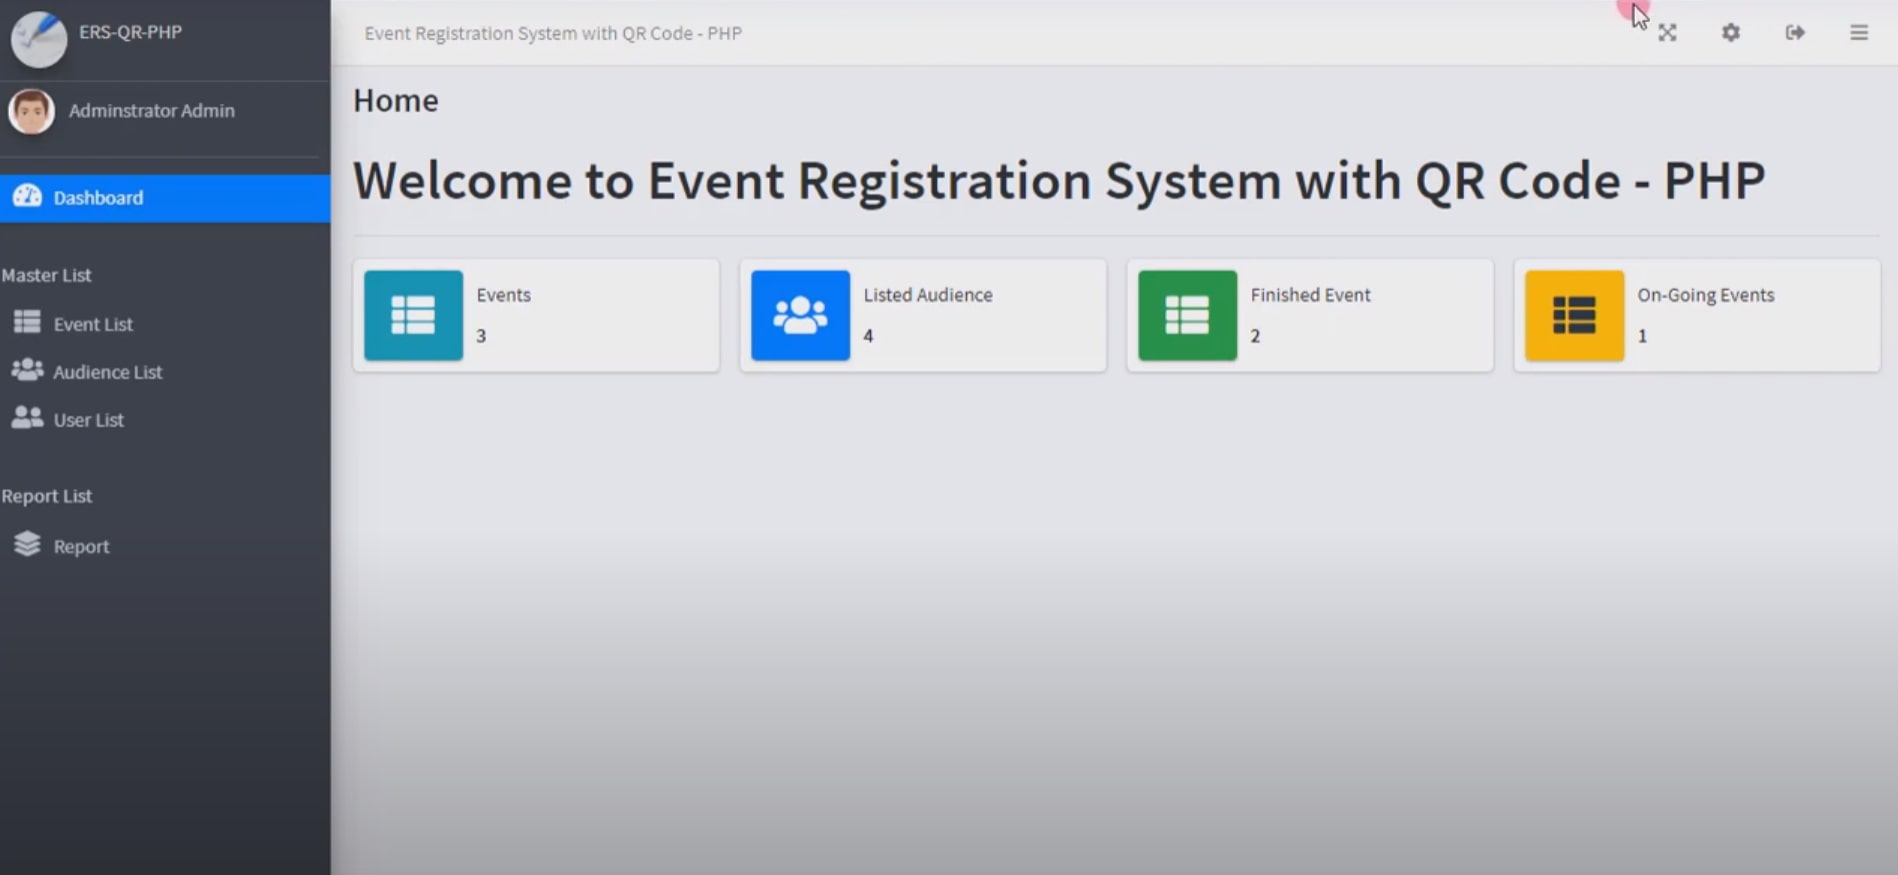 ERS-QR-PHP
Adminstrator Admin
Dashboard
Master List
Event List
Audience List
User List
Report List
Report
Event Registration System with QR Code - PHP
Home
Welcome to Event Registration System with QR Code - PHP
Events
3
Listed Audience
4
Finished Event
2
On-Going Events
1